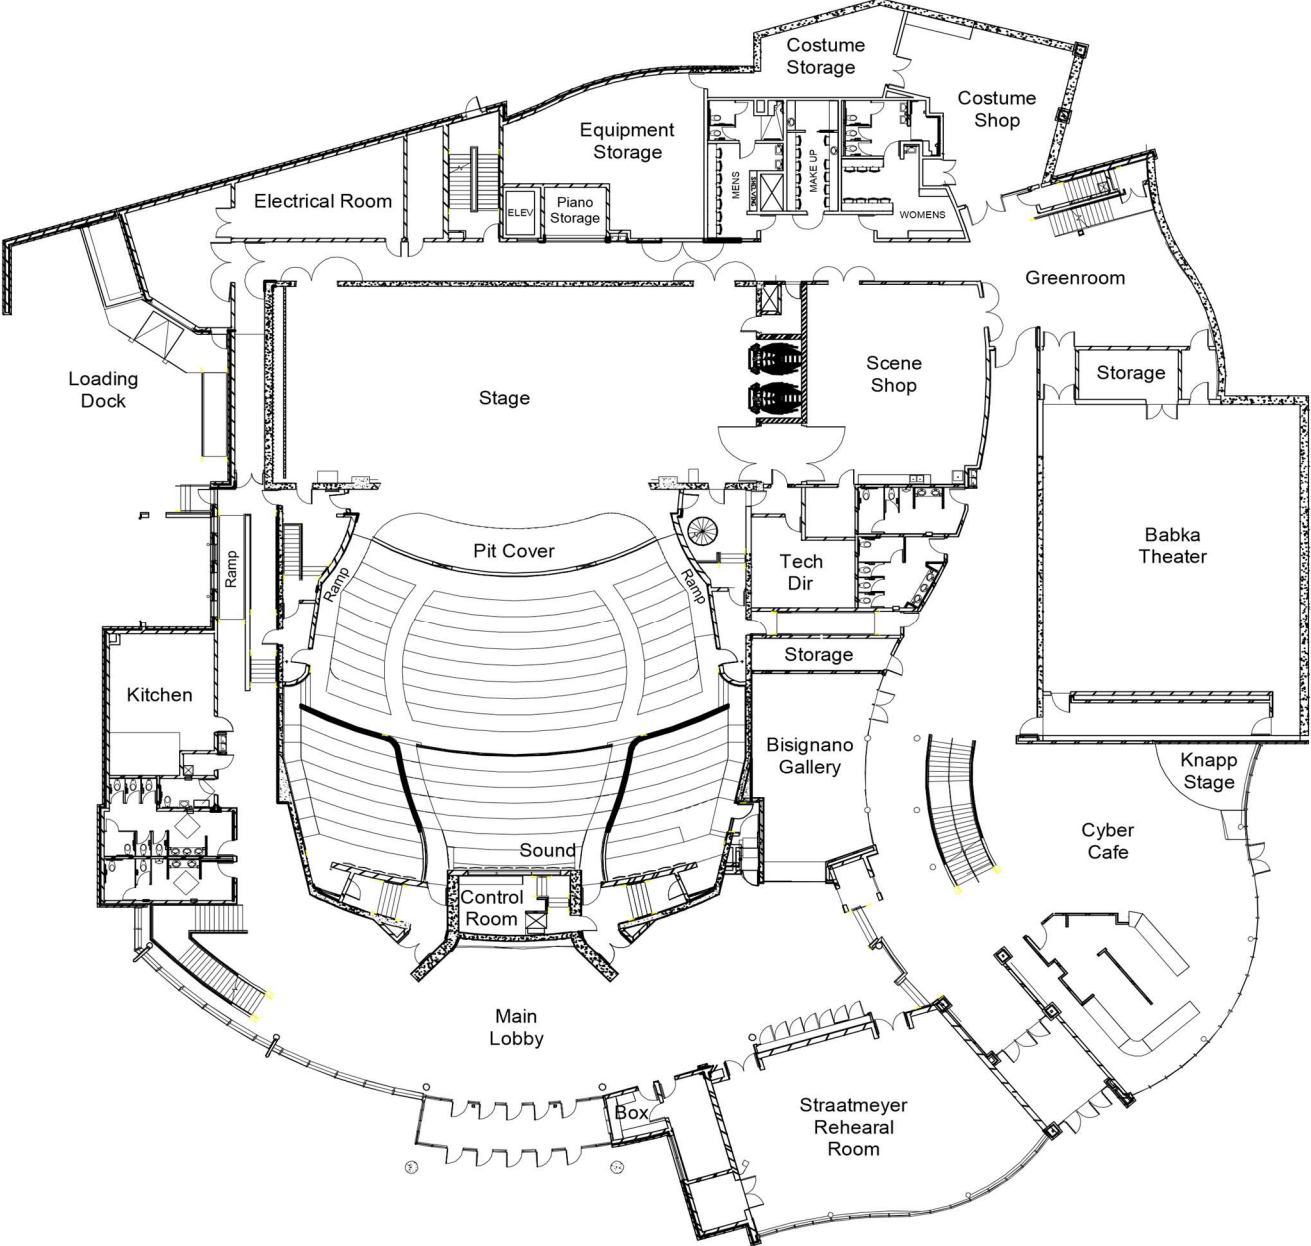 Costume
Storage
Costume
Shop
Equipment
Storage
MENS
SHELVING
MAKE UP
WOMENS
Electrical Room
ELEV
Piano
Storage
Greenroom
Loading
Dock
Stage
Scene
Shop
Storage
Babka
Theater
Pit Cover
Ramp
Ramp
Ramp
Tech
Dir
Storage
Kitchen
Bisignano
Gallery
Knapp
Stage
Cyber
Cafe
Sound
Control
Room
Main
Lobby
Box
Straatmeyer
Rehearal
Room